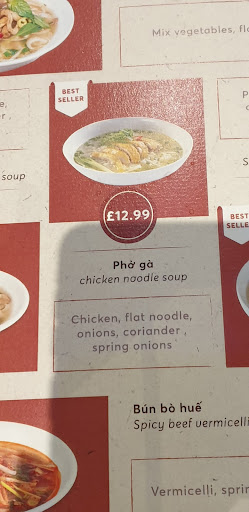 Mix vegetables, flo
BEST
SELLER
soup
£12.99
BEST
SELLER
Phở gà
chicken noodle soup
Chicken, flat noodle,
onions, coriander ,
spring onions
Bún bò huế
Spicy beef vermicelli
Vermicelli, sprin